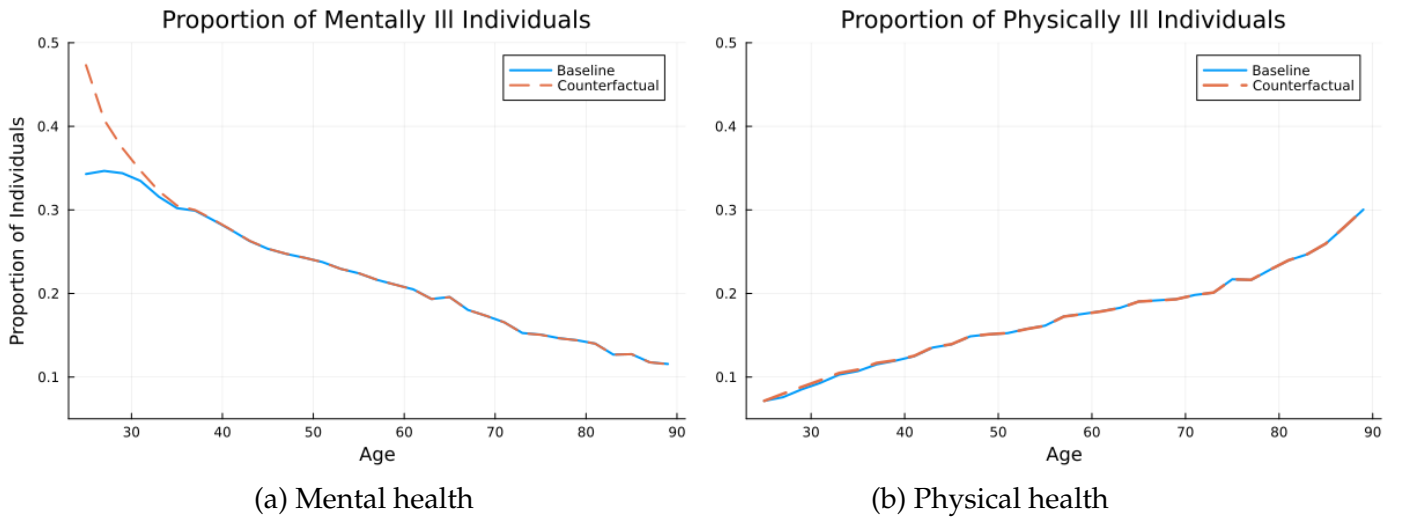 Proportion of Mentally Ill Individuals
0.5
0.4
0.3
0.2
0.1
Proportion of Individuals
Baseline
Counterfactual
30 40 50 60 70 80 90
Age
(a) Mental health
Proportion of Physically Ill Individuals
0.5
0.4
0.3
0.2
0.1
Baseline
Counterfactual
30 40 50 60 70 80 90
Age
(b) Physical health